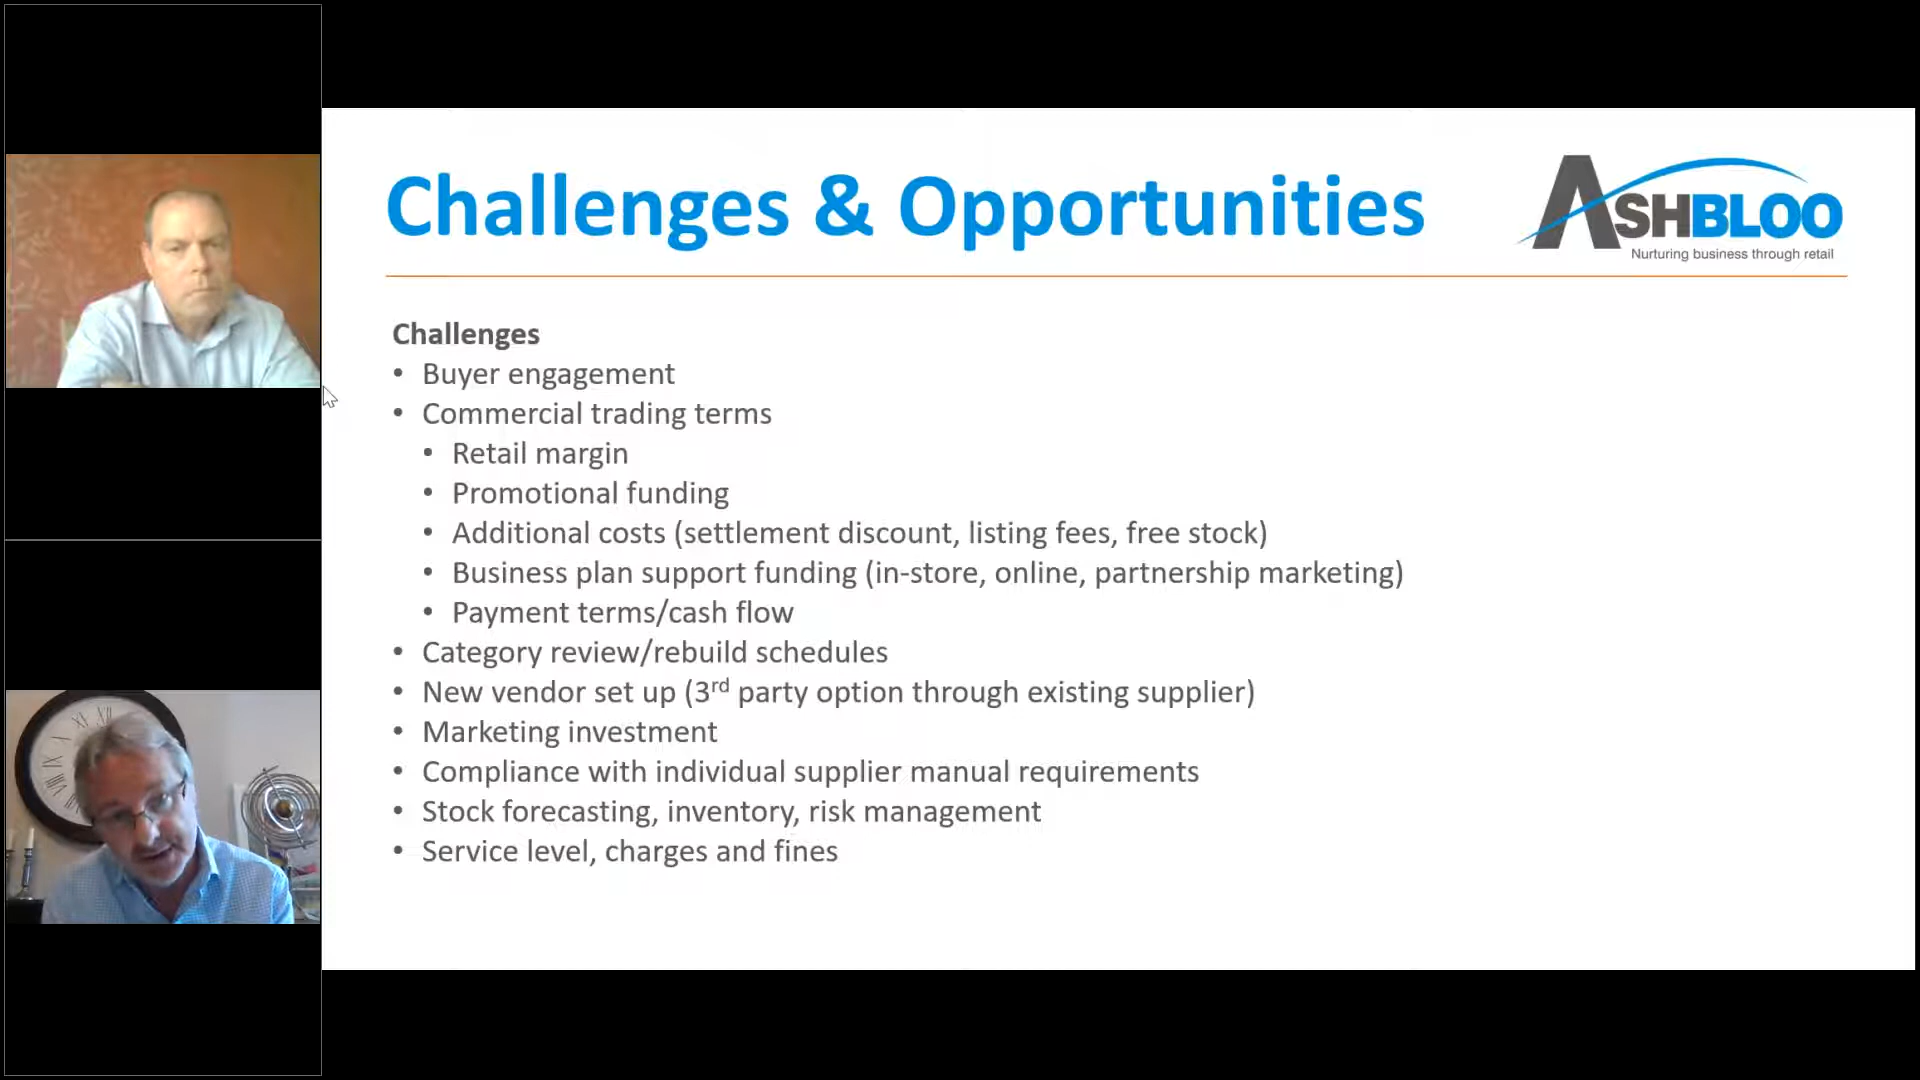 Challenges & Opportunities
ASHBLOO
Nurturing business through retail
Challenges
• Buyer engagement
• Commercial trading terms
• Retail margin
• Promotional funding
• Additional costs (settlement discount, listing fees, free stock)
• Business plan support funding (in-store, online, partnership marketing)
• Payment terms/cash flow
• Category review/rebuild schedules
• New vendor set up (3rd party option through existing supplier)
• Marketing investment
• Compliance with individual supplier manual requirements
• Stock forecasting, inventory, risk management
• Service level, charges and fines